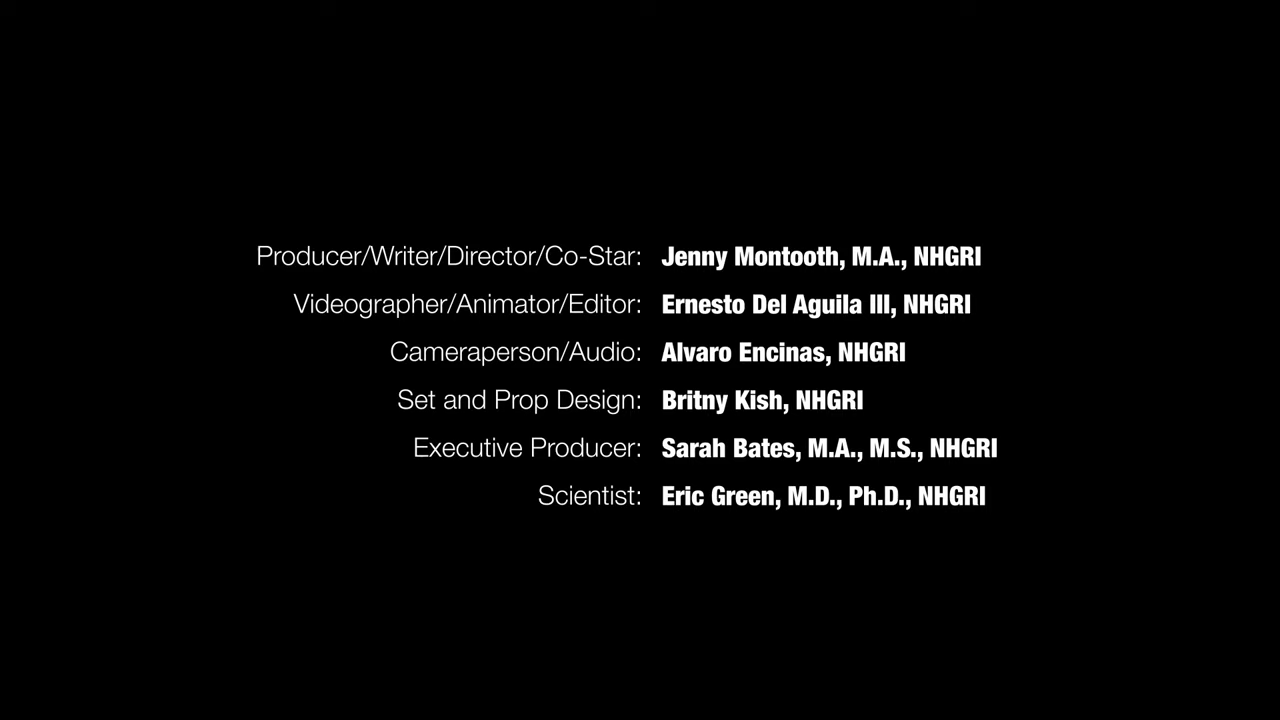 Producer/Writer/Director/Co-Star: Jenny Montooth, M.A., NHGRI
Videographer/Animator/Editor: Ernesto Del Aguila III, NHGRI
Cameraperson/Audio: Alvaro Encinas, NHGRI
Set and Prop Design: Britny Kish, NHGRI
Executive Producer: Sarah Bates, M.A., M.S., NHGRI
Scientist: Eric Green, M.D., Ph.D., NHGRI